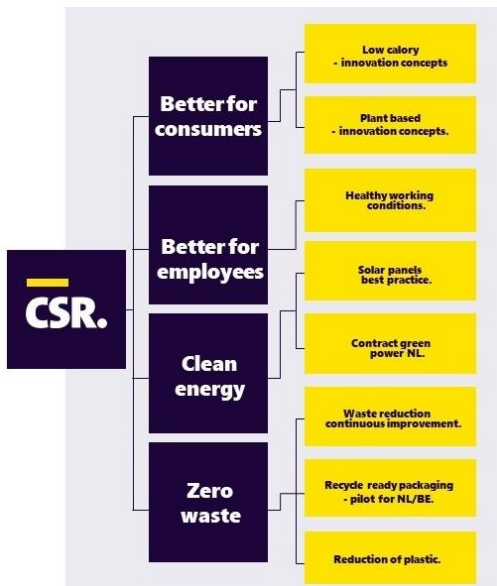 CSR.
Better for
consumers
Low calory
- innovation concepts
Plant based
- innovation concepts.
Better for
employees
Healthy working
conditions.
Clean
energy
Solar panels
best practice.
Contract green
power NL.
Zero
waste
Waste reduction
continuous improvement.
Recycle ready packaging
- pilot for NL/BE.
Reduction of plastic.